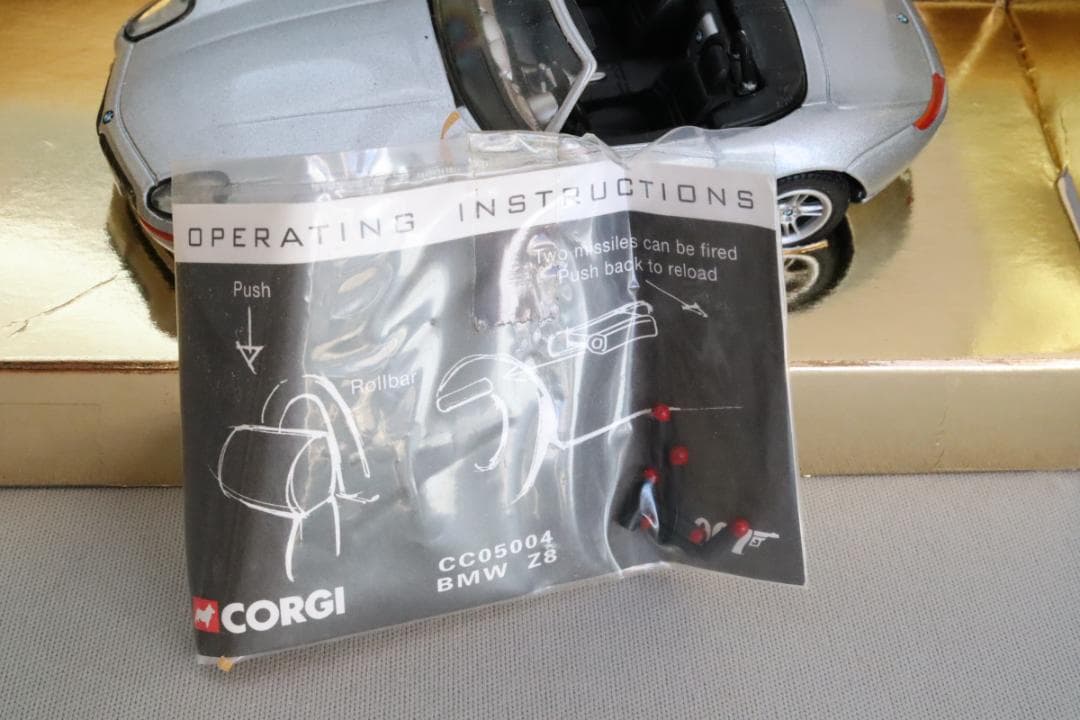 OPERATING INSTRUCTIONS
Two missiles can be fired
Push back to reload
Push
Rollbar
CC05004
BMW Z8
CORGI